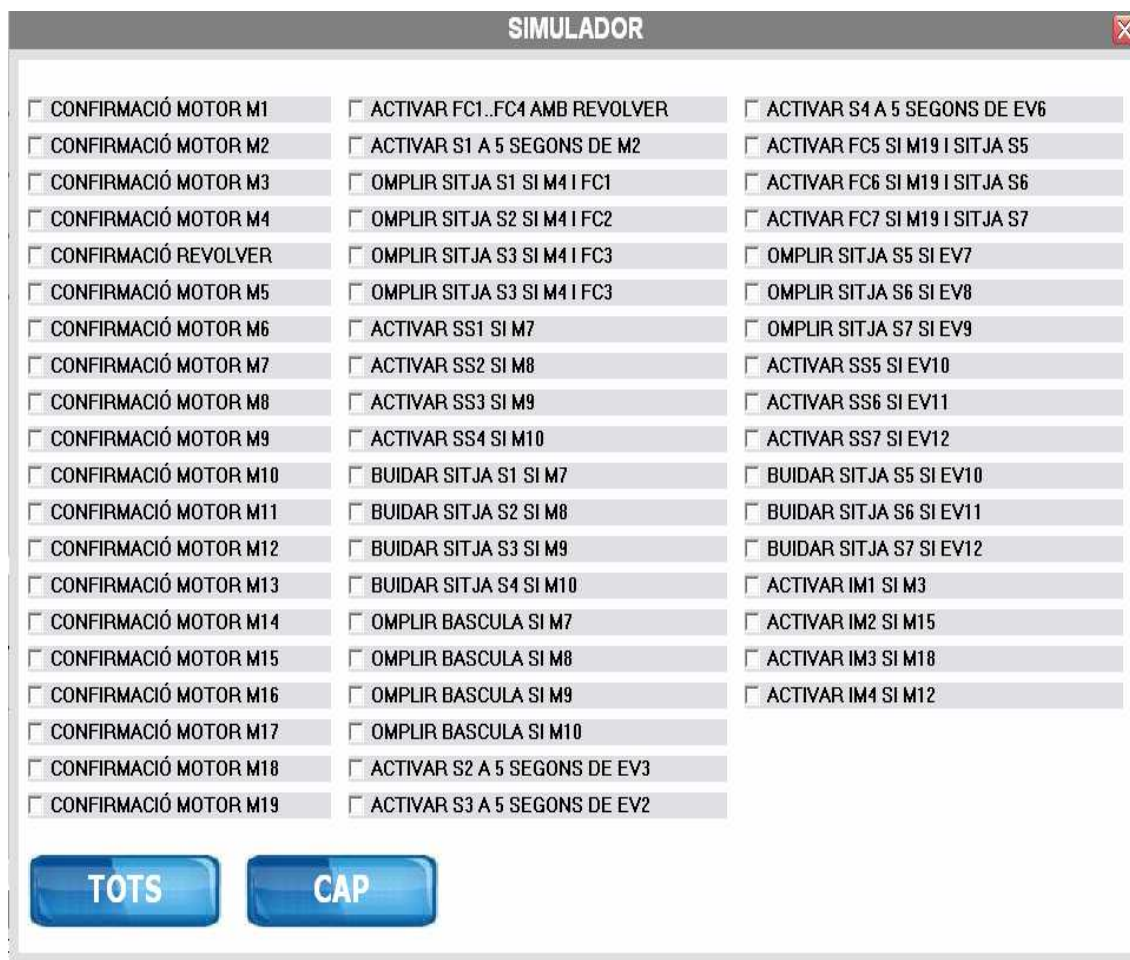 SIMULADOR
CONFIRMACIÓ MOTOR M1
CONFIRMACIÓ MOTOR M2
CONFIRMACIÓ MOTOR M3
CONFIRMACIÓ MOTOR M4
CONFIRMACIÓ REVOLVER
CONFIRMACIÓ MOTOR M5
CONFIRMACIÓ MOTOR M6
CONFIRMACIÓ MOTOR M7
CONFIRMACIÓ MOTOR M8
CONFIRMACIÓ MOTOR M9
CONFIRMACIÓ MOTOR M10
CONFIRMACIÓ MOTOR M11
CONFIRMACIÓ MOTOR M12
CONFIRMACIÓ MOTOR M13
CONFIRMACIÓ MOTOR M14
CONFIRMACIÓ MOTOR M15
CONFIRMACIÓ MOTOR M16
CONFIRMACIÓ MOTOR M17
CONFIRMACIÓ MOTOR M18
CONFIRMACIÓ MOTOR M19
ACTIVAR FC1..FC4 AMB REVOLVER
ACTIVAR S1 A 5 SEGONS DE M2
OMPLIR SITJA S1 SI M4 I FC1
OMPLIR SITJA S2 SI M4 I FC2
OMPLIR SITJA S3 SI M4 I FC3
OMPLIR SITJA S3 SI M4 I FC3
ACTIVAR SS1 SI M7
ACTIVAR SS2 SI M8
ACTIVAR SS3 SI M9
ACTIVAR SS4 SI M10
BUIDAR SITJA S1 SI M7
BUIDAR SITJA S2 SI M8
BUIDAR SITJA S3 SI M9
BUIDAR SITJA S4 SI M10
OMPLIR BASCULA SI M7
OMPLIR BASCULA SI M8
OMPLIR BASCULA SI M9
OMPLIR BASCULA SI M10
ACTIVAR S2 A 5 SEGONS DE EV3
ACTIVAR S3 A 5 SEGONS DE EV2
ACTIVAR S4 A 5 SEGONS DE EV6
ACTIVAR FC5 SI M19 I SITJA S5
ACTIVAR FC6 SI M19 I SITJA S6
ACTIVAR FC7 SI M19 I SITJA S7
OMPLIR SITJA S5 SI EV7
OMPLIR SITJA S6 SI EV8
OMPLIR SITJA S7 SI EV9
ACTIVAR SS5 SI EV10
ACTIVAR SS6 SI EV11
ACTIVAR SS7 SI EV12
BUIDAR SITJA S5 SI EV10
BUIDAR SITJA S6 SI EV11
BUIDAR SITJA S7 SI EV12
ACTIVAR IM1 SI M3
ACTIVAR IM2 SI M15
ACTIVAR IM3 SI M18
ACTIVAR IM4 SI M12
TOTS
CAP